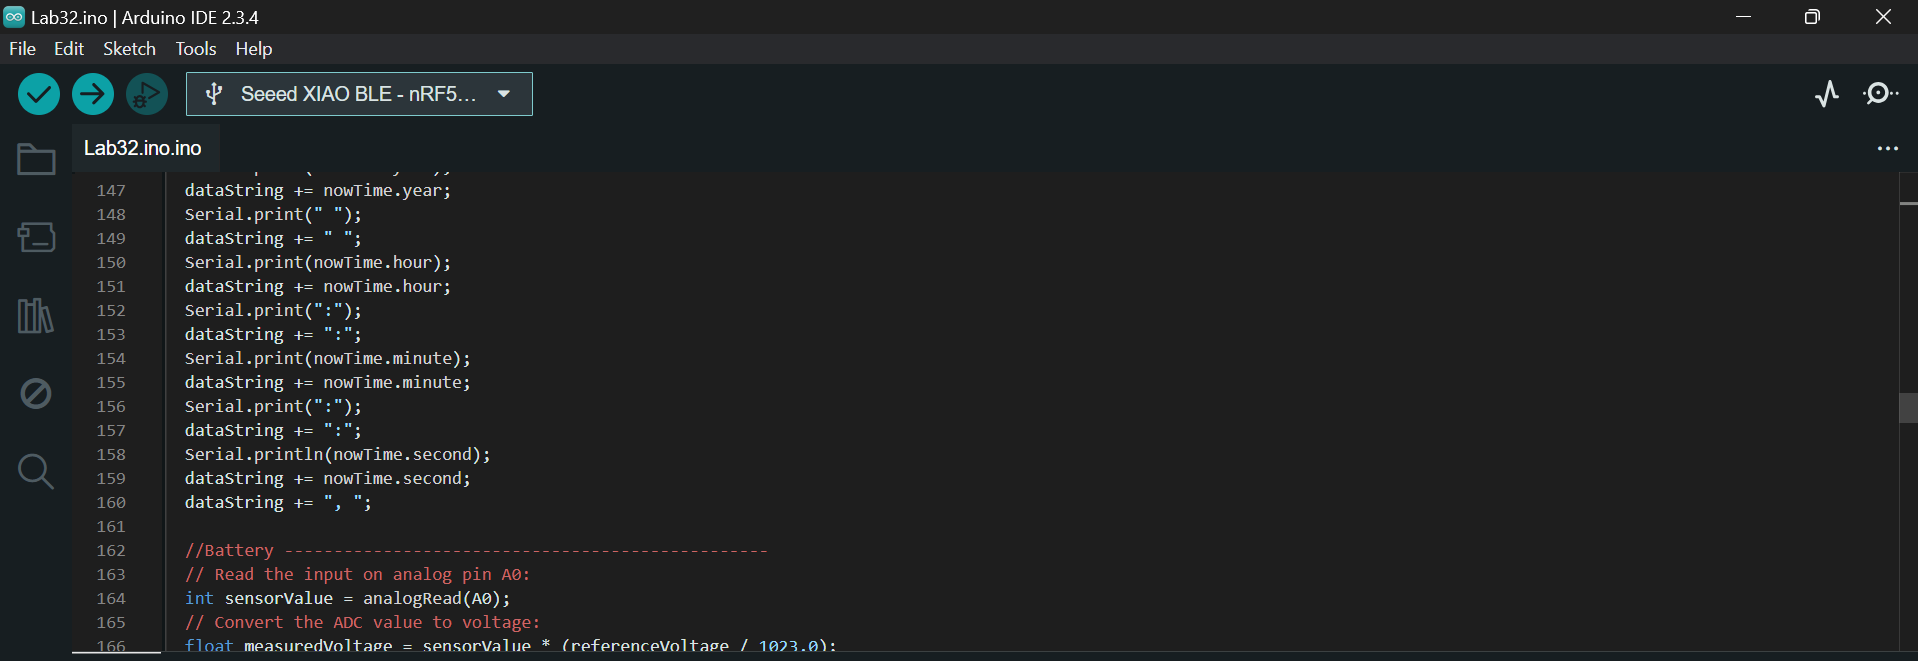 Lab32.ino | Arduino IDE 2.3.4
File Edit Sketch Tools Help
Seeed XIAO BLE - nRF5...
Lab32.ino.ino
147 dataString += nowTime.year;
148 Serial.print(" ");
149 dataString += " ";
150 Serial.print(nowTime.hour);
151 dataString += nowTime.hour;
152 Serial.print(":");
153 dataString += ":";
154 Serial.print(nowTime.minute);
155 dataString += nowTime.minute;
156 Serial.print(":");
157 dataString += ":";
158 Serial.println(nowTime.second);
159 dataString += nowTime.second;
160 dataString += ", ";
161
162 //Battery -------------------------------------------------
163 // Read the input on analog pin A0:
164 int sensorValue = analogRead(A0);
165 // Convert the ADC value to voltage:
166 float measuredVoltage = sensorValue * (referenceVoltage / 1023.0);